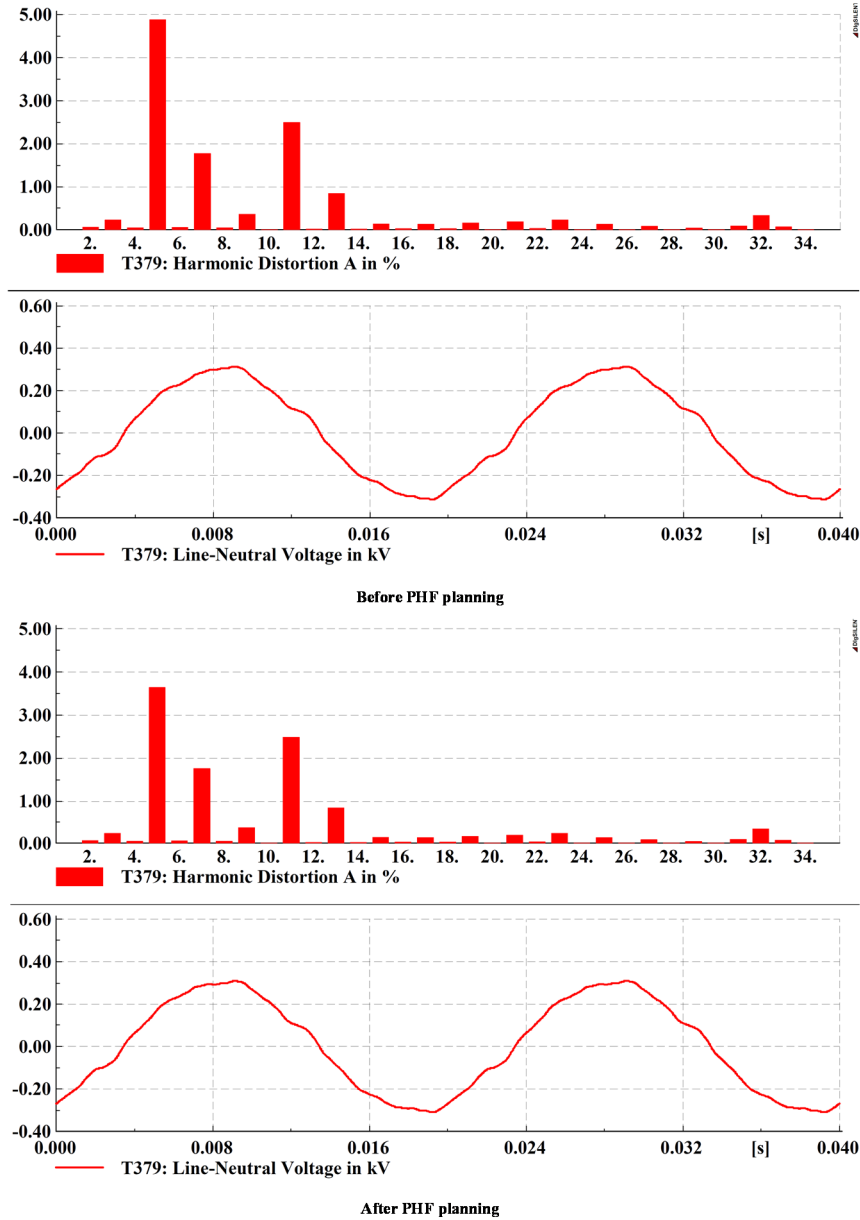 DIgSILENT
5.00
4.00
3.00
2.00
1.00
0.00
2. 4. 6. 8. 10. 12. 14. 16. 18. 20. 22. 24. 26. 28. 30. 32. 34.
T379: Harmonic Distortion A in %
0.60
0.40
0.20
0.00
-0.20
-0.40
0.000 0.008 0.016 0.024 0.032 [s] 0.040
T379: Line-Neutral Voltage in kV
Before PHF planning
DIgSILEN
5.00
4.00
3.00
2.00
1.00
0.00
2. 4. 6. 8. 10. 12. 14. 16. 18. 20. 22. 24. 26. 28. 30. 32. 34.
T379: Harmonic Distortion A in %
0.60
0.40
0.20
0.00
-0.20
-0.40
0.000 0.008 0.016 0.024 0.032 [s] 0.040
T379: Line-Neutral Voltage in kV
After PHF planning